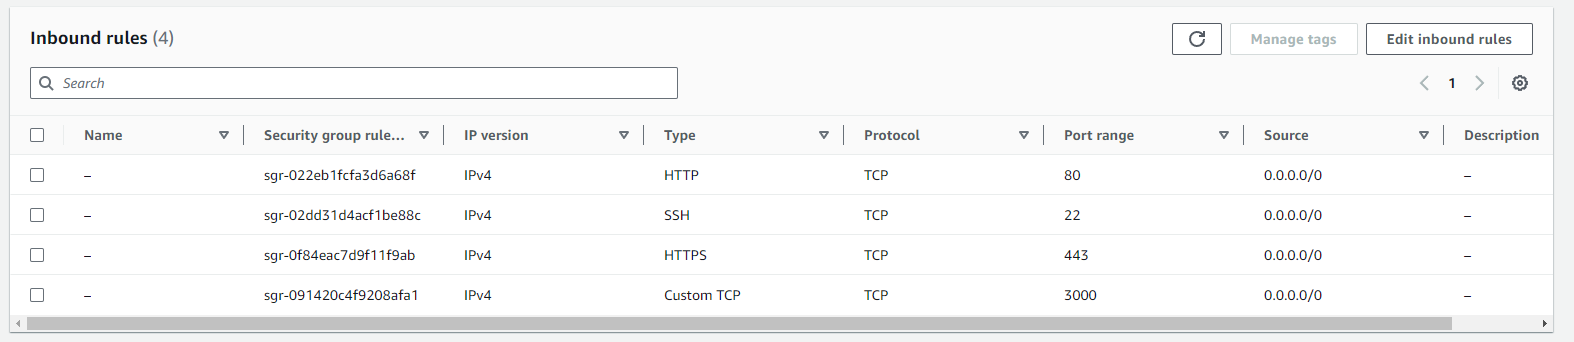 Inbound rules (4)
Manage tags
Edit inbound rules
Search
1
Name Security group rule... IP version Type Protocol Port range Source Description
– sgr-022eb1fcfa3d6a68f IPv4 HTTP TCP 80 0.0.0.0/0 –
– sgr-02dd31d4acf1be88c IPv4 SSH TCP 22 0.0.0.0/0 –
– sgr-0f84eac7d9f11f9ab IPv4 HTTPS TCP 443 0.0.0.0/0 –
– sgr-091420c4f9208afa1 IPv4 Custom TCP TCP 3000 0.0.0.0/0 –